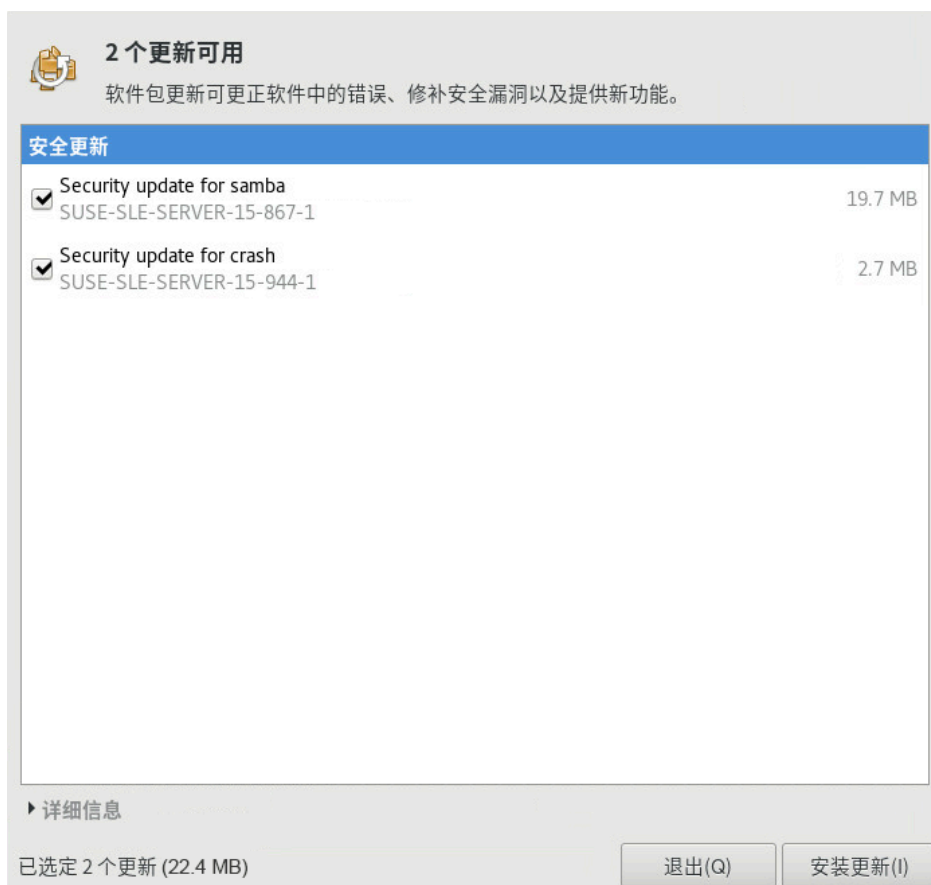 2 个更新可用
软件包更新可更正软件中的错误、修补安全漏洞以及提供新功能。
安全更新
Security update for samba
SUSE-SLE-SERVER-15-867-1
19.7 MB
Security update for crash
SUSE-SLE-SERVER-15-944-1
2.7 MB
详细信息
已选定 2 个更新 (22.4 MB)
退出(Q)
安装更新(I)